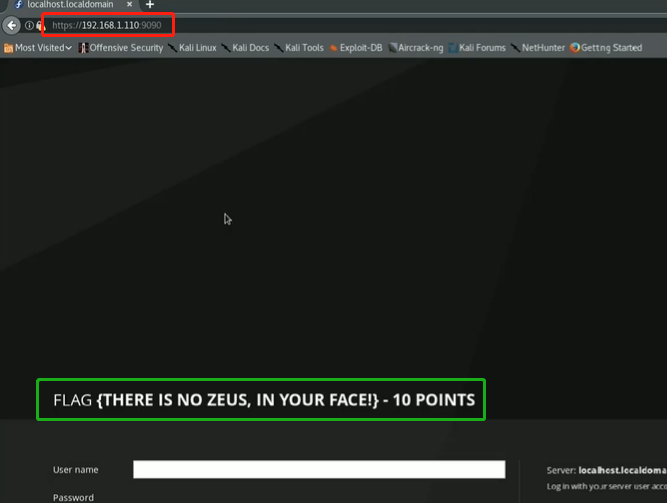 localhost.localdomain
https://192.168.1.110:9090
Most Visited Offensive Security Kali Linux Kali Docs Kali Tools Exploit-DB Aircrack-ng Kali Forums NetHunter Getting Started
FLAG {THERE IS NO ZEUS, IN YOUR FACE!} - 10 POINTS
User name
Server: localhost.localdoma
Log in with your server user acco
Password